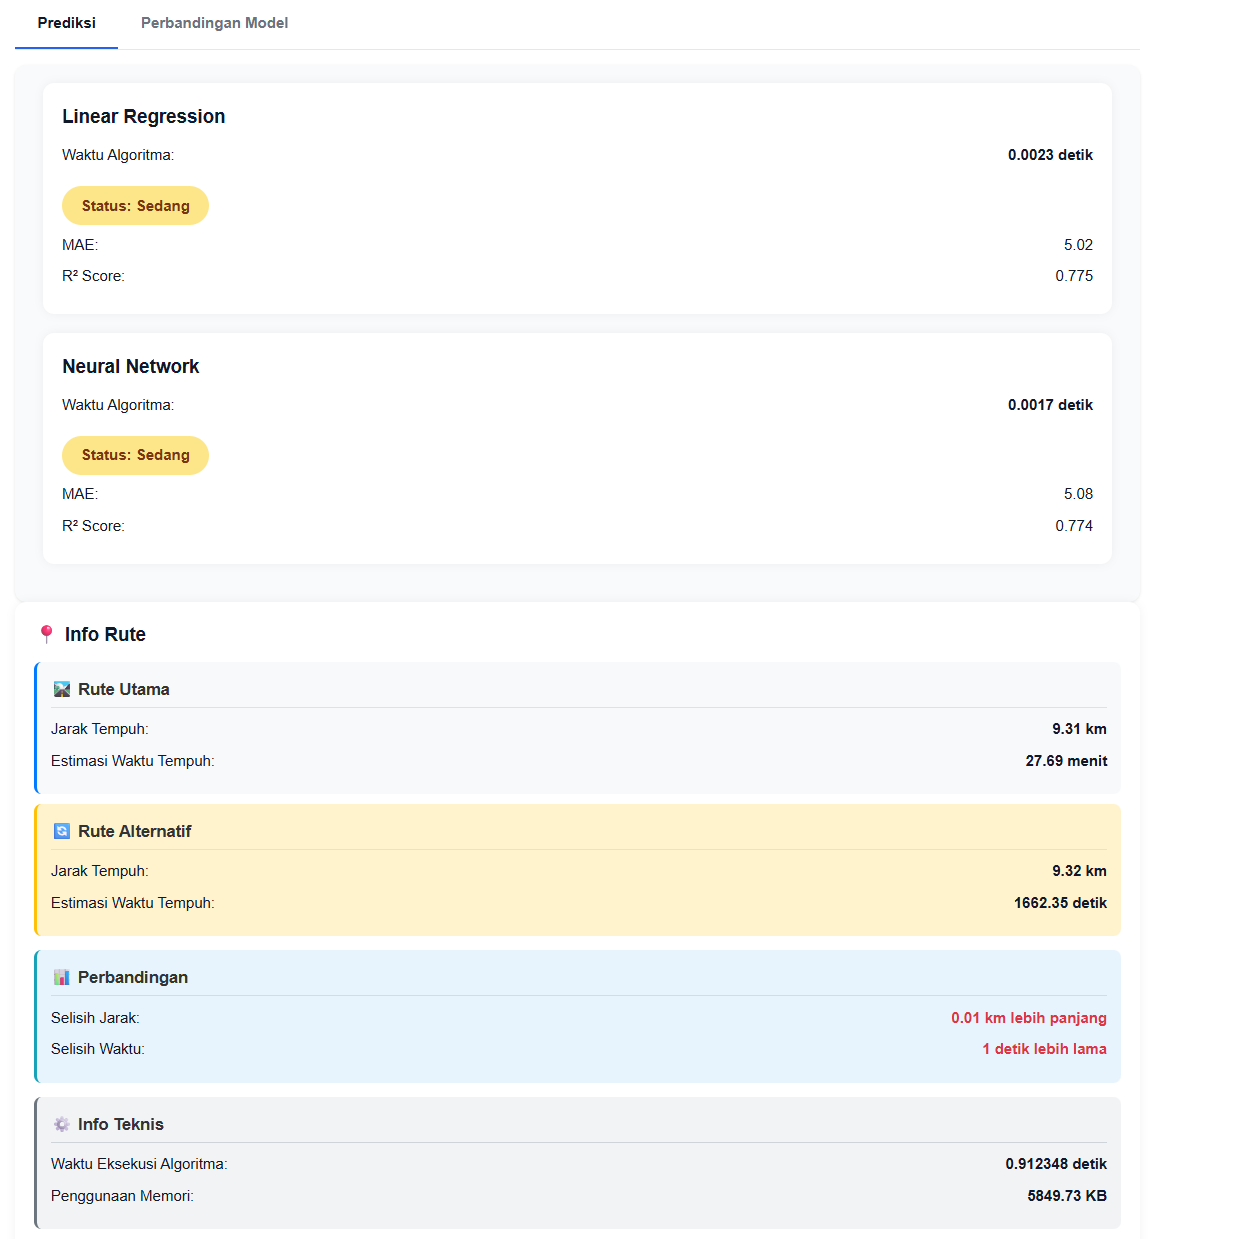 Prediksi Perbandingan Model
Linear Regression
Waktu Algoritma: 0.0023 detik
Status: Sedang
MAE: 5.02
R² Score: 0.775
Neural Network
Waktu Algoritma: 0.0017 detik
Status: Sedang
MAE: 5.08
R² Score: 0.774
Info Rute
Rute Utama
Jarak Tempuh: 9.31 km
Estimasi Waktu Tempuh: 27.69 menit
Rute Alternatif
Jarak Tempuh: 9.32 km
Estimasi Waktu Tempuh: 1662.35 detik
Perbandingan
Selisih Jarak: 0.01 km lebih panjang
Selisih Waktu: 1 detik lebih lama
Info Teknis
Waktu Eksekusi Algoritma: 0.912348 detik
Penggunaan Memori: 5849.73 KB